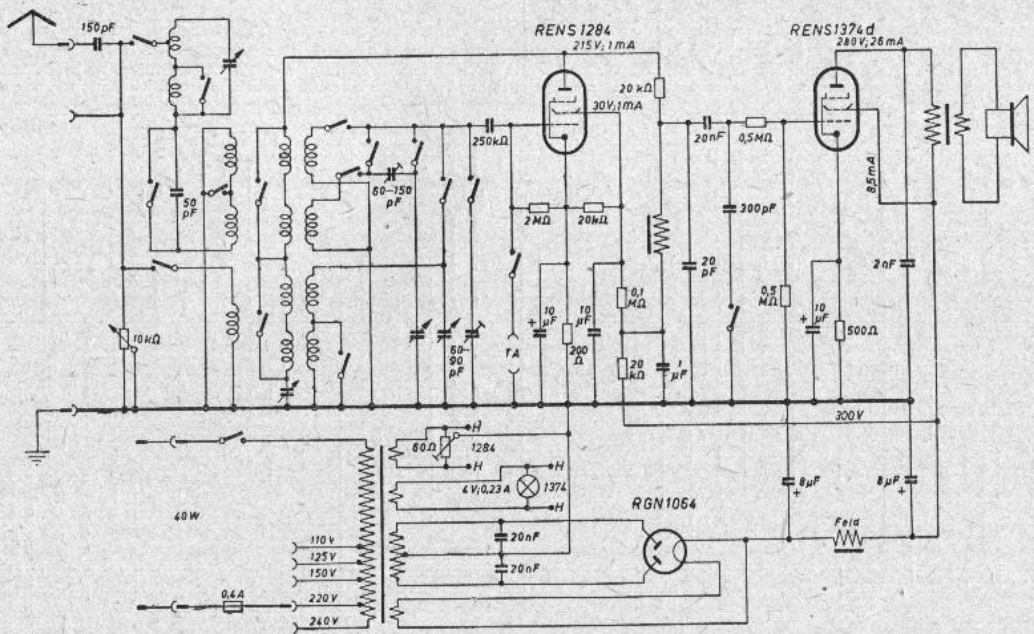 150pF
RENS1284
215V; 1mA
30V; 1mA
RENS1374d
280V; 26mA
20 kΩ
250kΩ
20nF
0,5MΩ
8,5mA
60-150
pF
50
pF
2MΩ
20kΩ
300pF
20
pF
2nF
0,1
MΩ
0,5
MΩ
10kΩ
60-
90
pF
TA
+
10
µF
200
Ω
10
µF
20
kΩ
1
µF
+
10
µF
500Ω
300V
60Ω
H
1284
H
4V; 0,23A
H
1374
H
8µF
+
8µF
+
40W
RGN1064
Feld
20nF
20nF
110V
125V
150V
220V
240V
0,4A